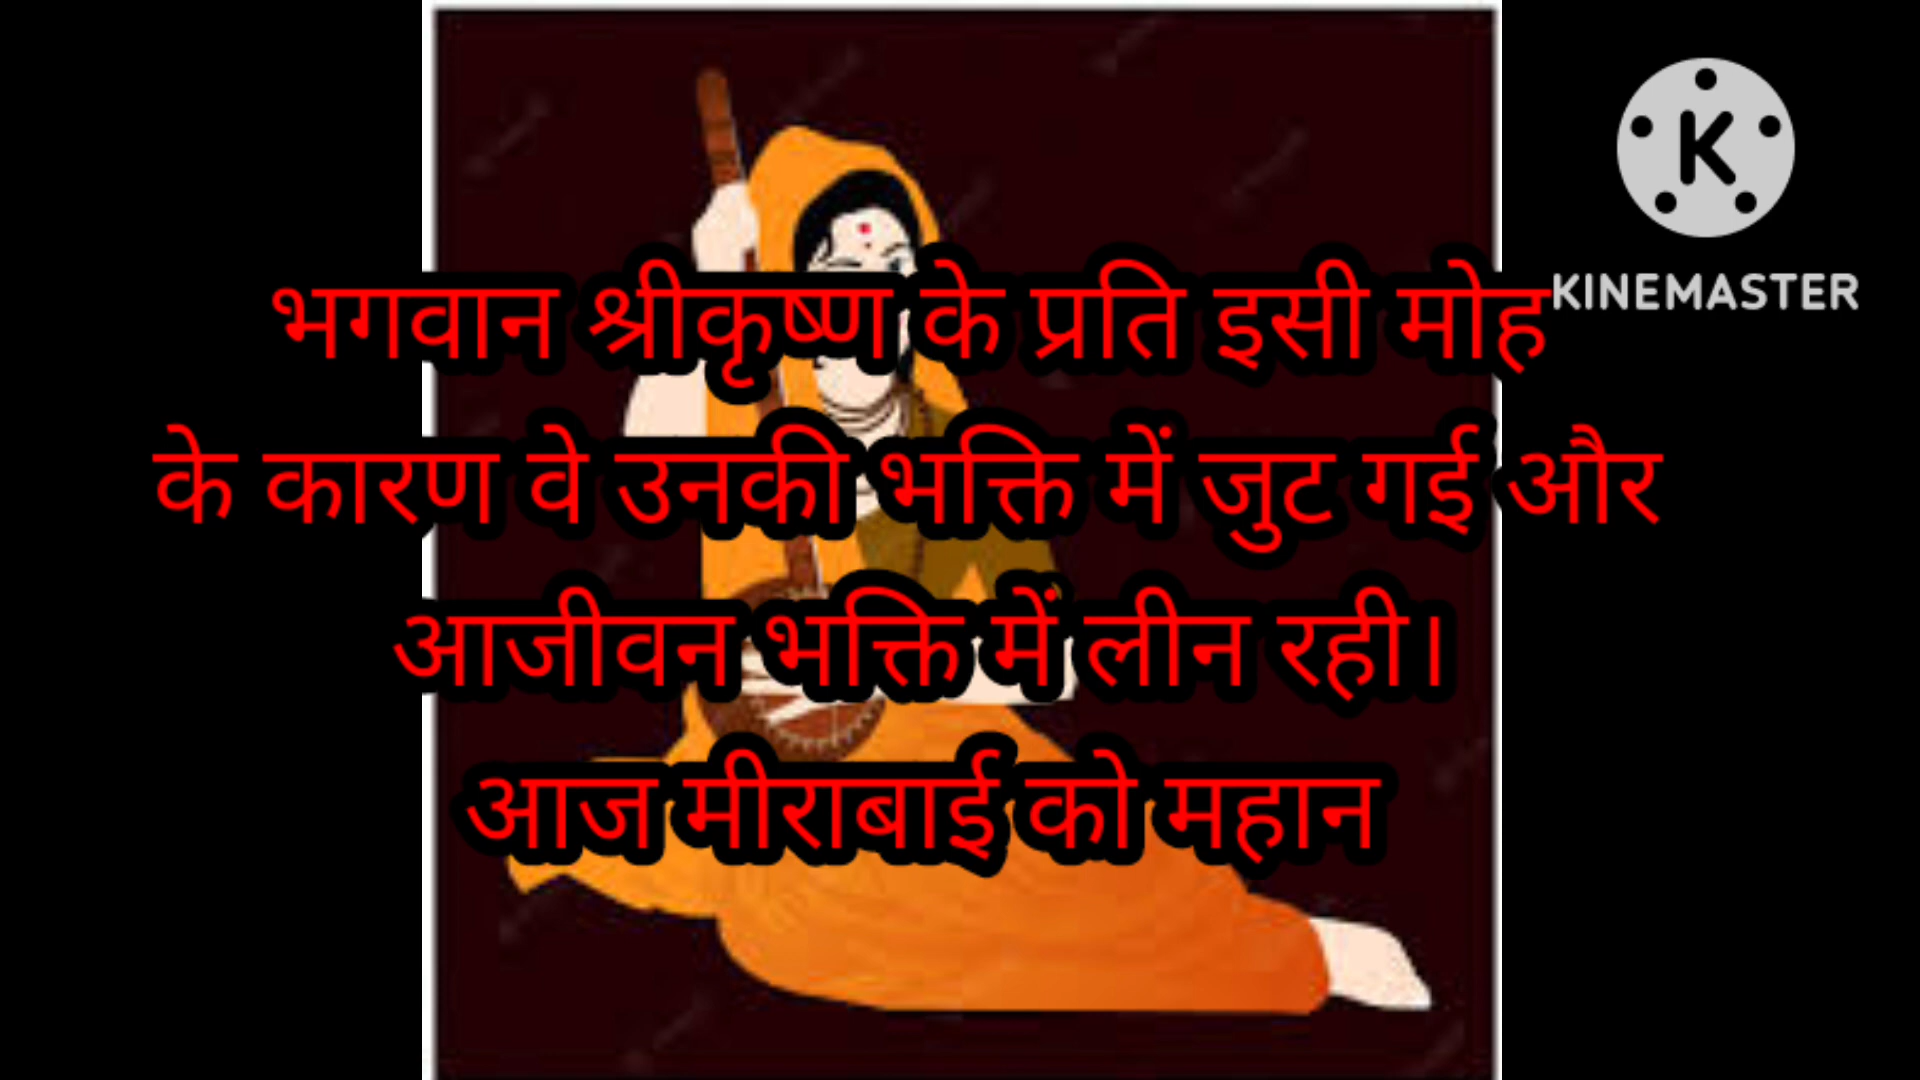 KINEMASTER
भगवान श्रीकृष्ण के प्रति इसी मोह
के कारण वे उनकी भक्ति में जुट गई और
आजीवन भक्ति में लीन रही।
आज मीराबाई को महान